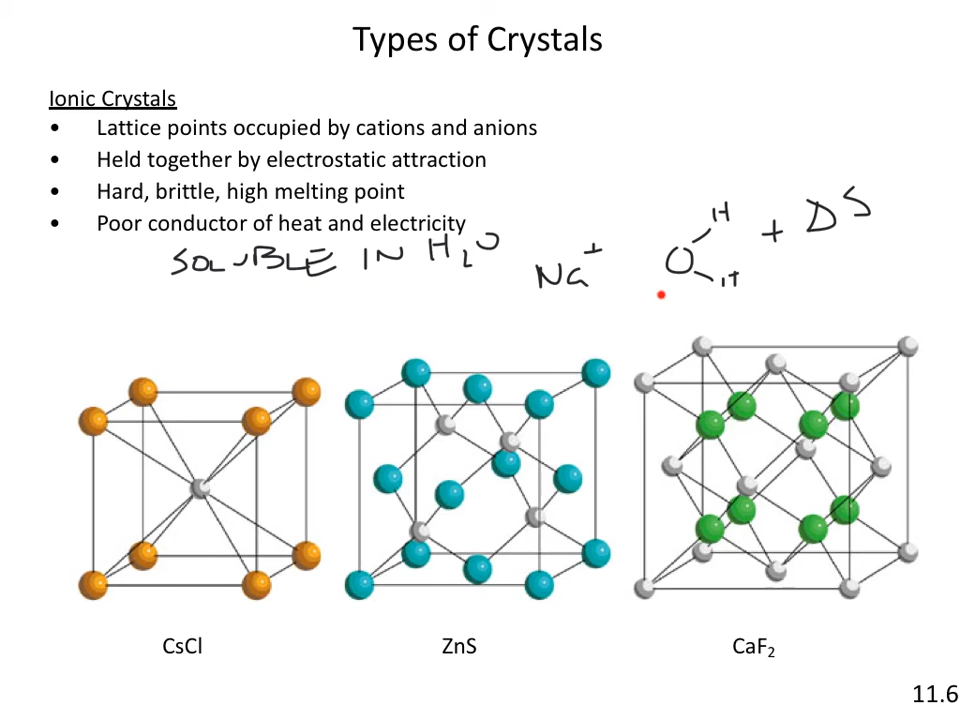 Types of Crystals
Ionic Crystals
• Lattice points occupied by cations and anions
• Held together by electrostatic attraction
• Hard, brittle, high melting point
• Poor conductor of heat and electricity
SOLUBLE IN H₂O
Na⁺ O H H + DS
CsCl ZnS CaF₂
11.6